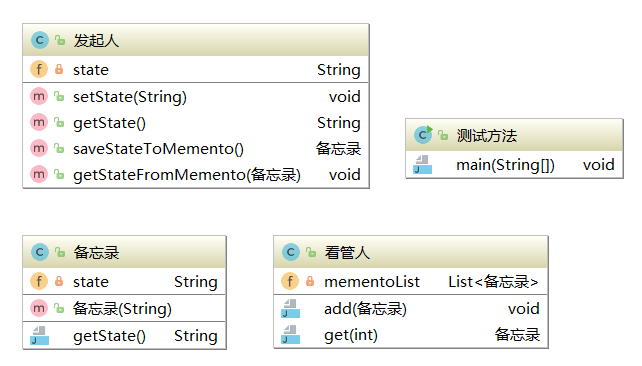 发起人
state String
setState(String) void
getState() String
saveStateToMemento() 备忘录
getStateFromMemento(备忘录) void
测试方法
main(String[]) void
备忘录
state String
备忘录(String)
getState() String
看管人
mementoList List<备忘录>
add(备忘录) void
get(int) 备忘录